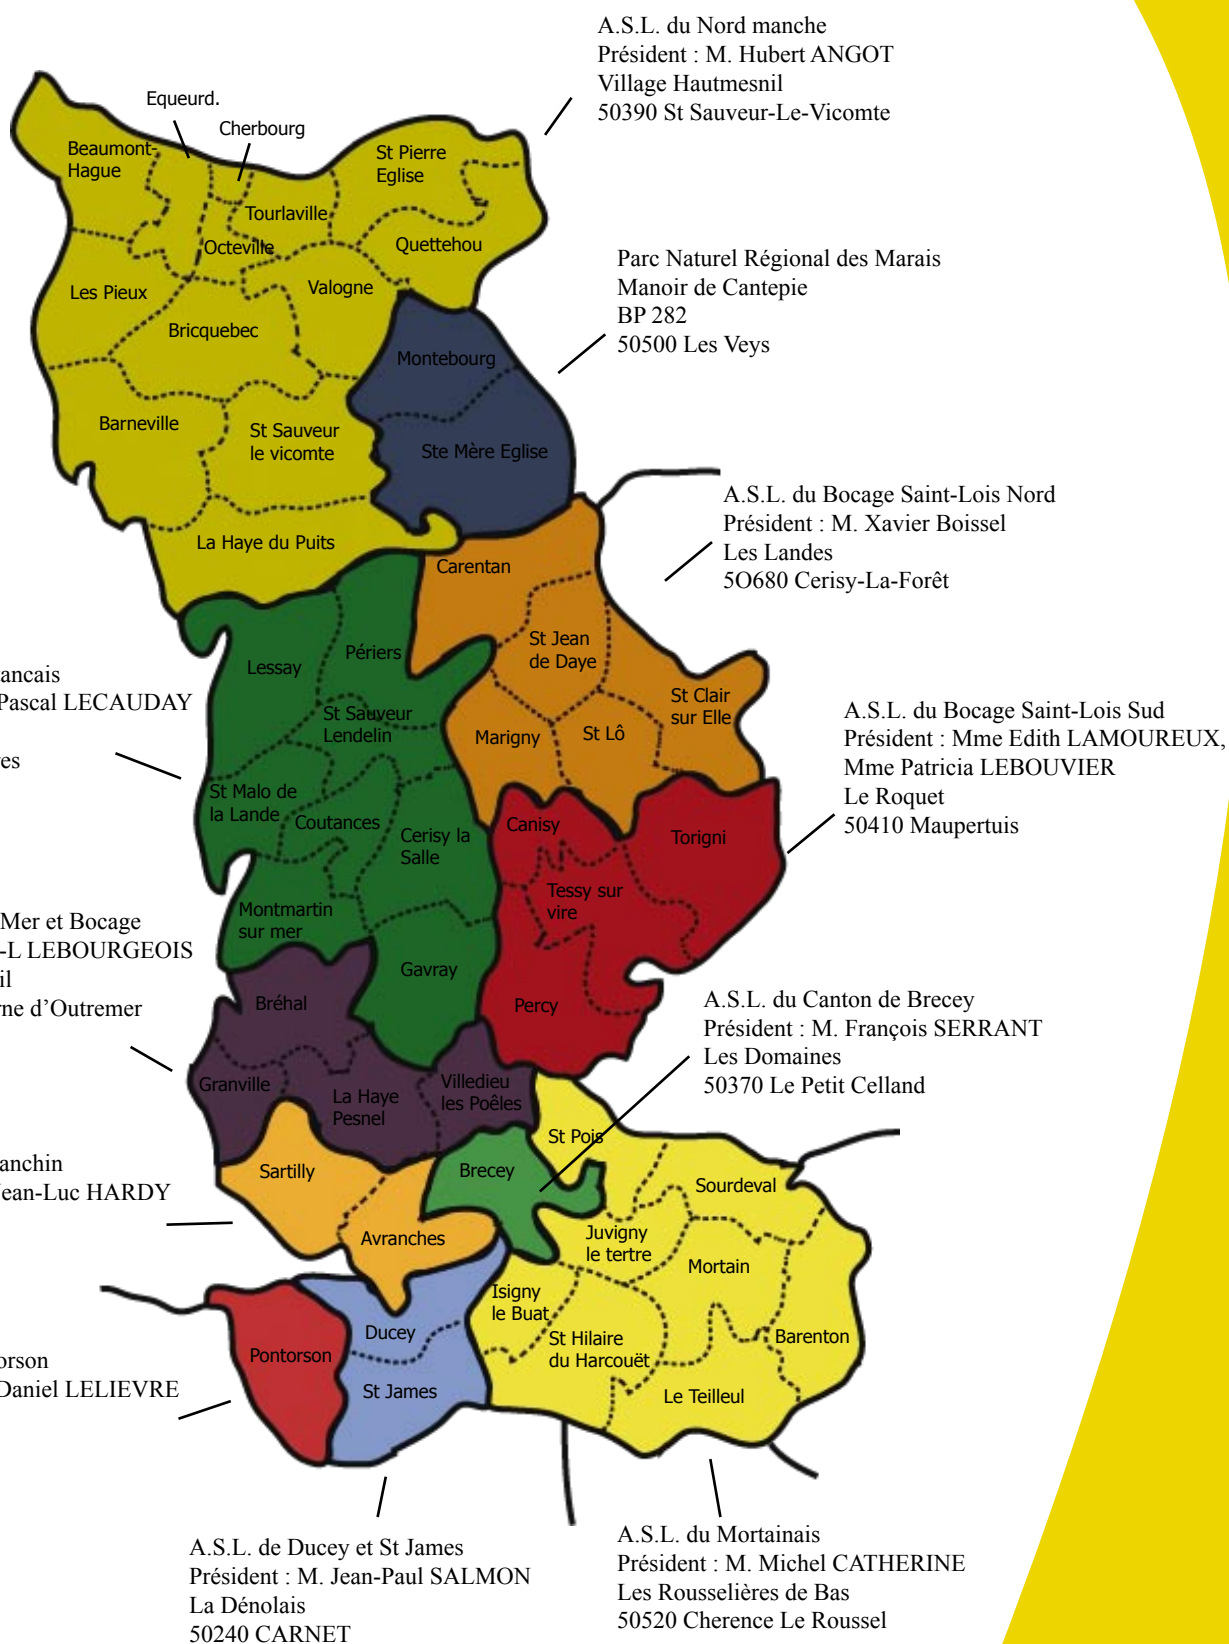 A.S.L. du Nord manche
Président : M. Hubert ANGOT
Village Hautmesnil
50390 St Sauveur-Le-Vicomte
Equeurd.
Cherbourg
Beaumont-
Hague
St Pierre
Eglise
Tourlaville
Octeville
Quettehou
Les Pieux
Valogne
Bricquebec
Parc Naturel Régional des Marais
Manoir de Cantepie
BP 282
50500 Les Veys
Montebourg
Barneville
St Sauveur
le vicomte
Ste Mère Eglise
La Haye du Puits
A.S.L. du Bocage Saint-Lois Nord
Président : M. Xavier Boissel
Les Landes
5O680 Cerisy-La-Forêt
Carentan
St Jean
de Daye
Périers
Lessay
St Clair
sur Elle
St Sauveur
Lendelin
Marigny
St Lô
ancais
Pascal LECAUDAY
es
A.S.L. du Bocage Saint-Lois Sud
Président : Mme Edith LAMOUREUX,
Mme Patricia LEBOUVIER
Le Roquet
50410 Maupertuis
St Malo de
la Lande
Coutances
Cerisy la
Salle
Canisy
Torigni
Tessy sur
vire
Montmartin
sur mer
Gavray
Percy
Mer et Bocage
-L LEBOURGEOIS
il
rne d’Outremer
Bréhal
Granville
La Haye
Pesnel
Villedieu
les Poêles
A.S.L. du Canton de Brecey
Président : M. François SERRANT
Les Domaines
50370 Le Petit Celland
St Pois
Brecey
Sartilly
Avranches
Sourdeval
Juvigny
le tertre
Mortain
anchin
Jean-Luc HARDY
Isigny
le Buat
St Hilaire
du Harcouët
Barenton
Le Teilleul
Ducey
St James
Pontorson
orson
Daniel LELIEVRE
A.S.L. de Ducey et St James
Président : M. Jean-Paul SALMON
La Dénolais
50240 CARNET
A.S.L. du Mortainais
Président : M. Michel CATHERINE
Les Rousselières de Bas
50520 Cherence Le Roussel